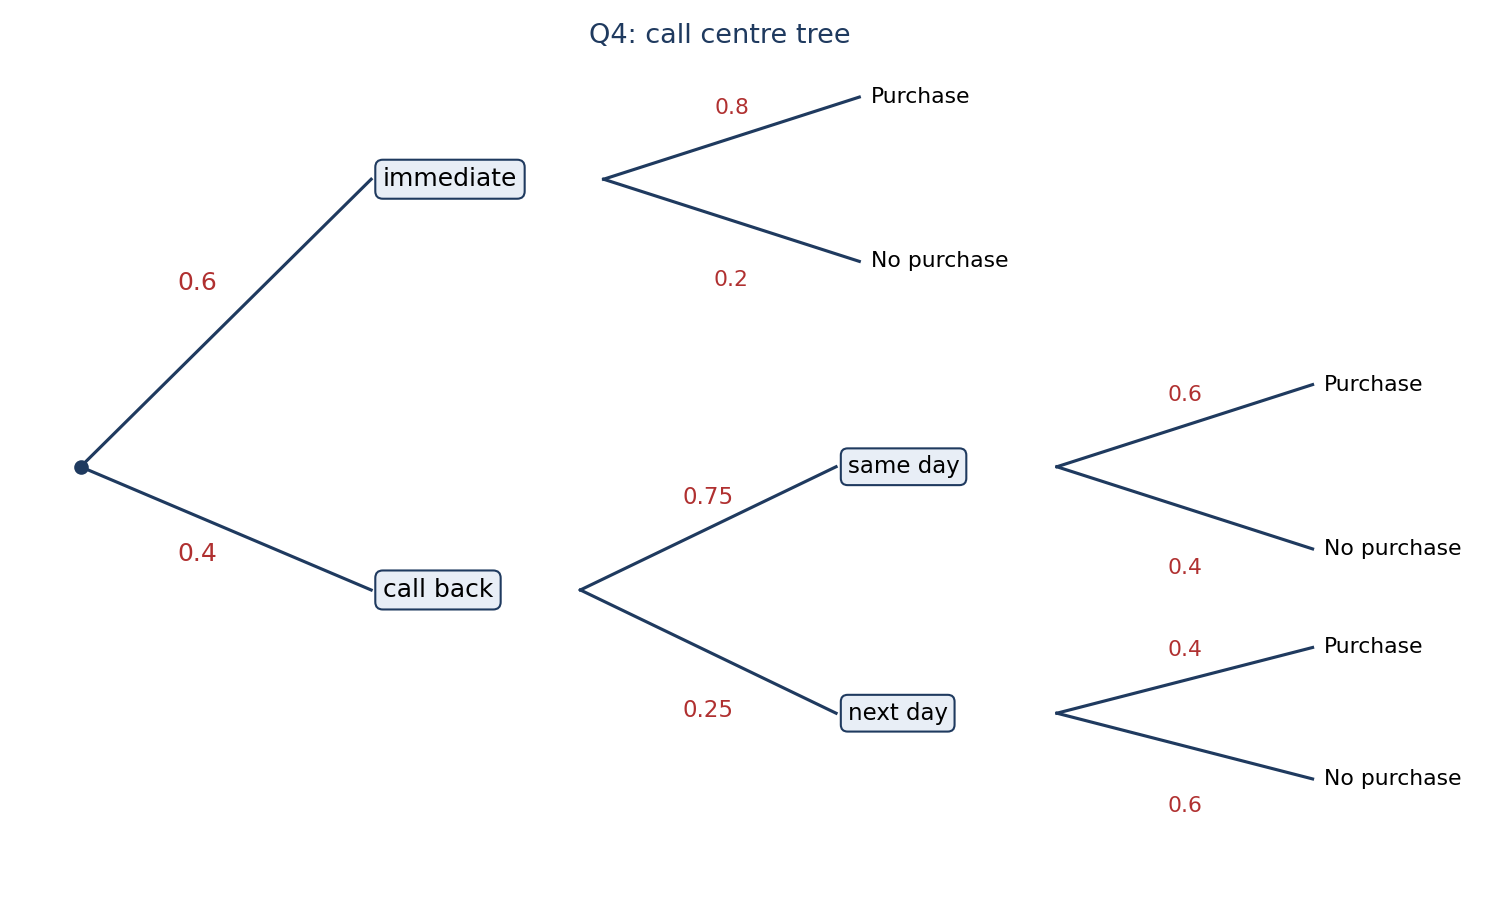 Q4: call centre tree
0.8
Purchase
immediate
0.6
0.2
No purchase
0.6
Purchase
same day
0.75
0.4
No purchase
0.4
call back
0.4
Purchase
0.25
next day
0.6
No purchase